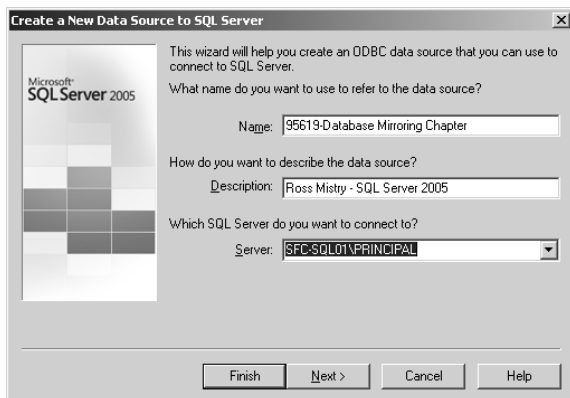 Create a New Data Source to SQL Server
Microsoft
SQL Server 2005
This wizard will help you create an ODBC data source that you can use to
connect to SQL Server.
What name do you want to use to refer to the data source?
Name: 95619-Database Mirroring Chapter
How do you want to describe the data source?
Description: Ross Mistry - SQL Server 2005
Which SQL Server do you want to connect to?
Server: SFC-SQL01\PRINCIPAL
Finish Next > Cancel Help